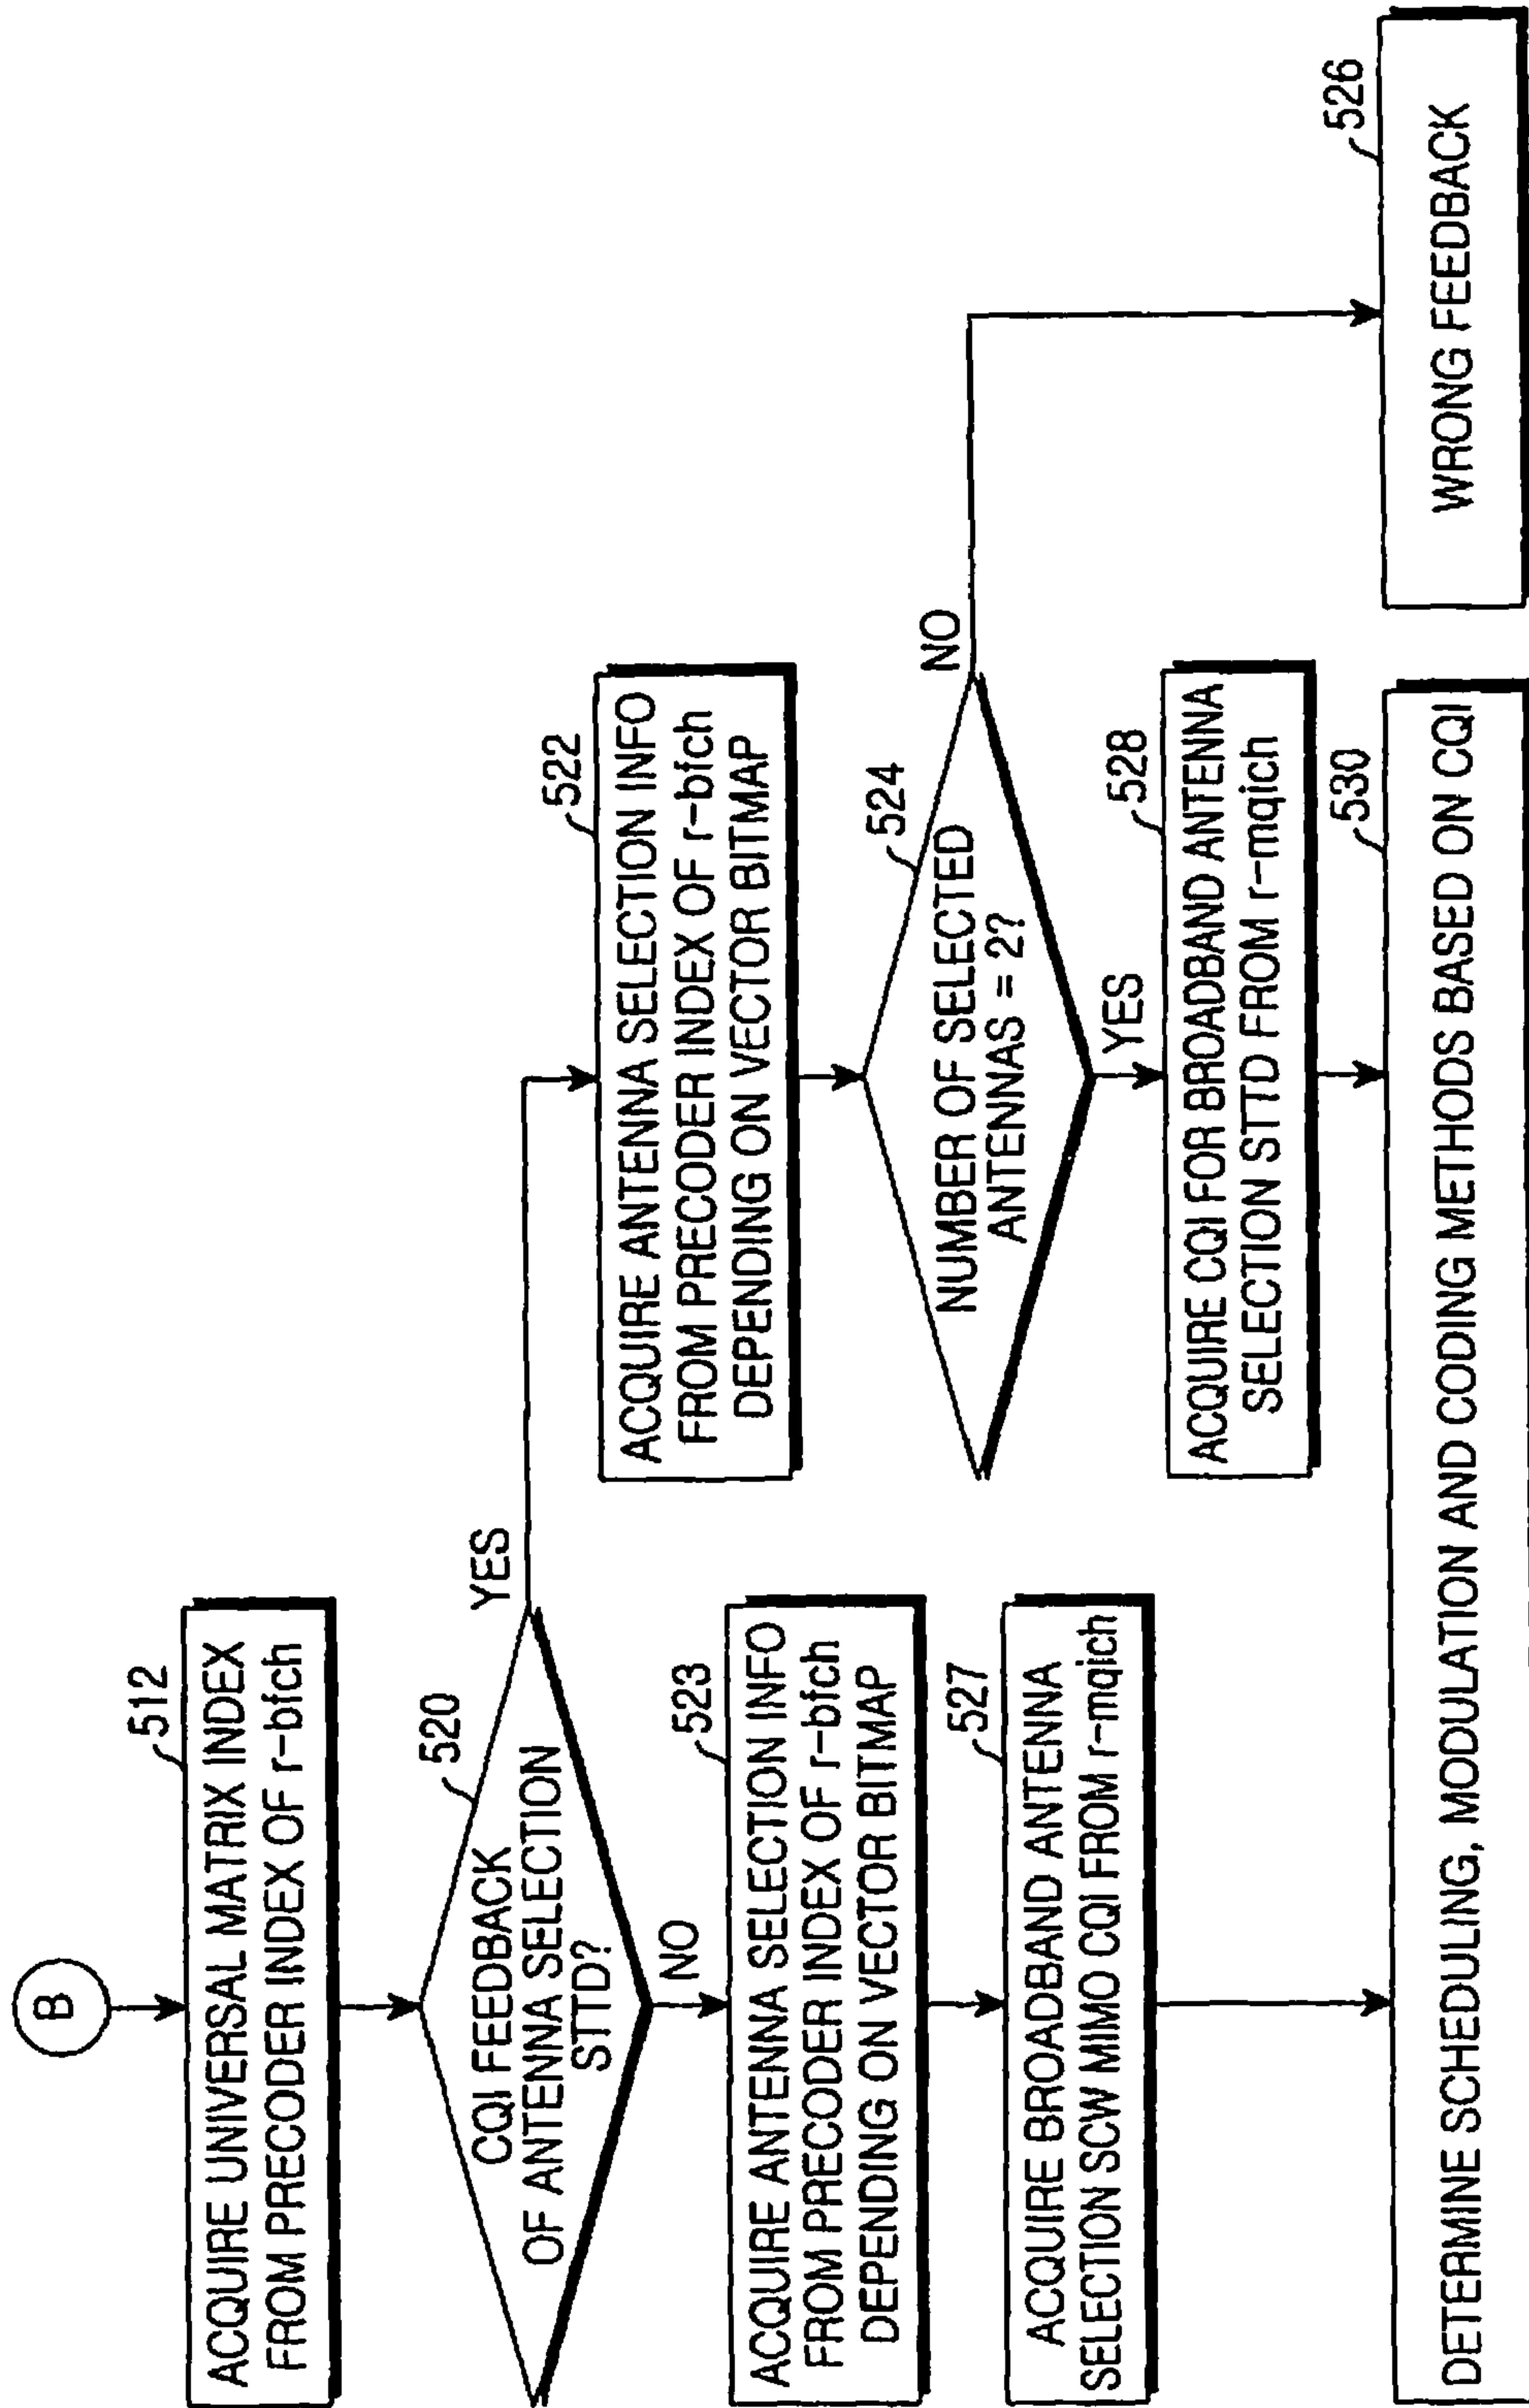 B
512
ACQUIRE UNIVERSAL MATRIX INDEX
FROM PRECODER INDEX OF r-bfch
520
CQI FEEDBACK
OF ANTENNA SELECTION
STTD?
YES
NO
522
ACQUIRE ANTENNA SELECTION INFO
FROM PRECODER INDEX OF r-bfch
DEPENDING ON VECTOR BITMAP
523
ACQUIRE ANTENNA SELECTION INFO
FROM PRECODER INDEX OF r-bfch
DEPENDING ON VECTOR BITMAP
524
NUMBER OF SELECTED
ANTENNAS = 2?
NO
YES
526
WRONG FEEDBACK
527
ACQUIRE BROADBAND ANTENNA
SELECTION SCW MIMO CQI FROM r-mqich
528
ACQUIRE CQI FOR BROADBAND ANTENNA
SELECTION STTD FROM r-mqich
530
DETERMINE SCHEDULING, MODULATION AND CODING METHODS BASED ON CQI